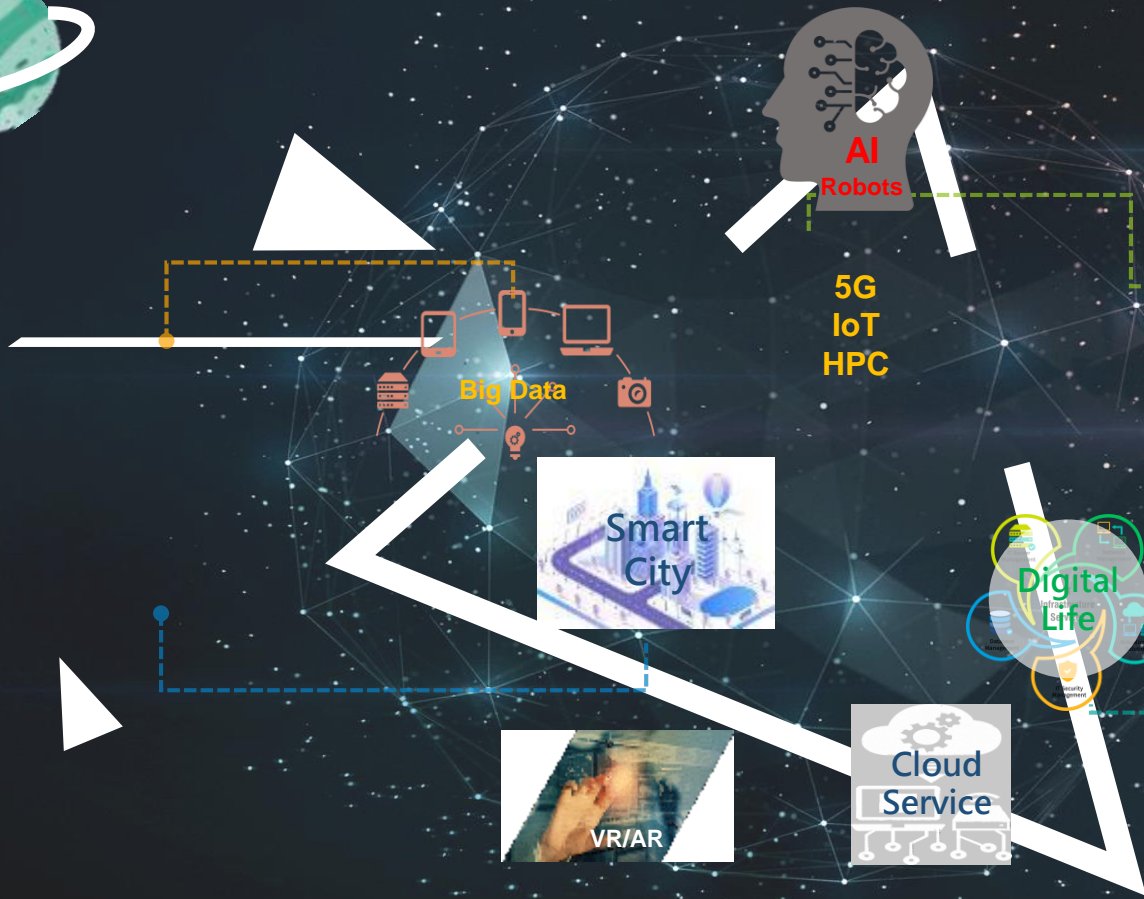 AI
Robots
5G
IoT
HPC
Big Data
Smart
City
Digital
Life
Cloud
Service
VR/AR